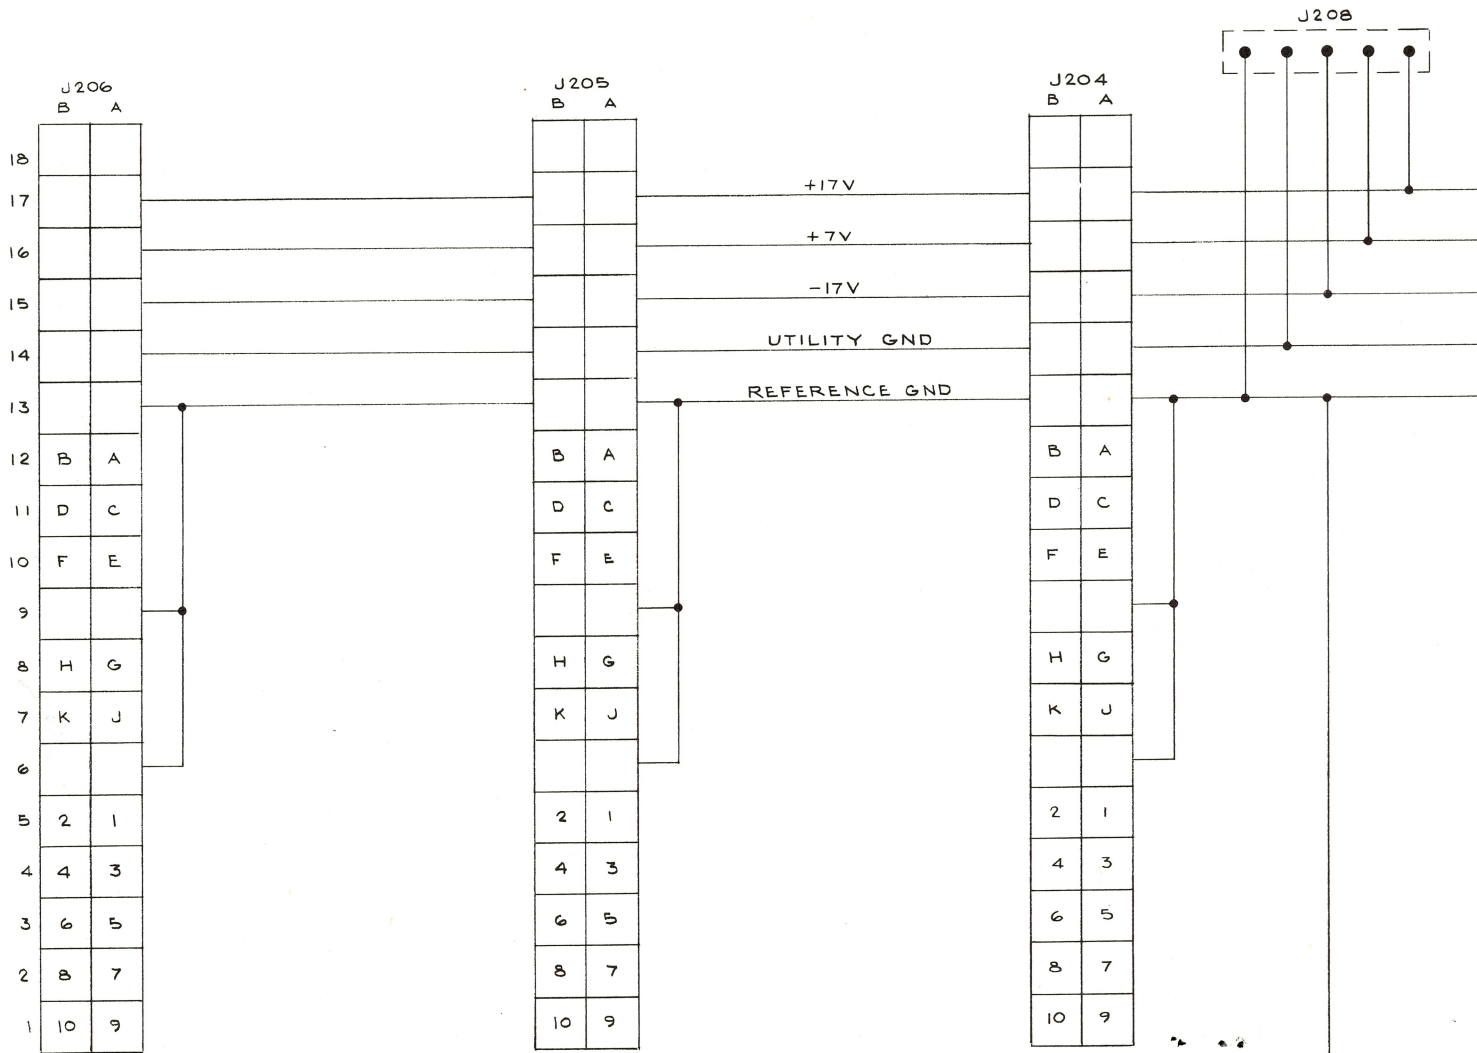 J208
J206
B A
J205
B A
J204
B A
18
17 +17V
16 +7V
15 -17V
14 UTILITY GND
13 REFERENCE GND
12 B A B A B A
11 D C D C D C
10 F E F E F E
9
8 H G H G H G
7 K J K J K J
6
5 2 1 2 1 2 1
4 4 3 4 3 4 3
3 6 5 6 5 6 5
2 8 7 8 7 8 7
1 10 9 10 9 10 9